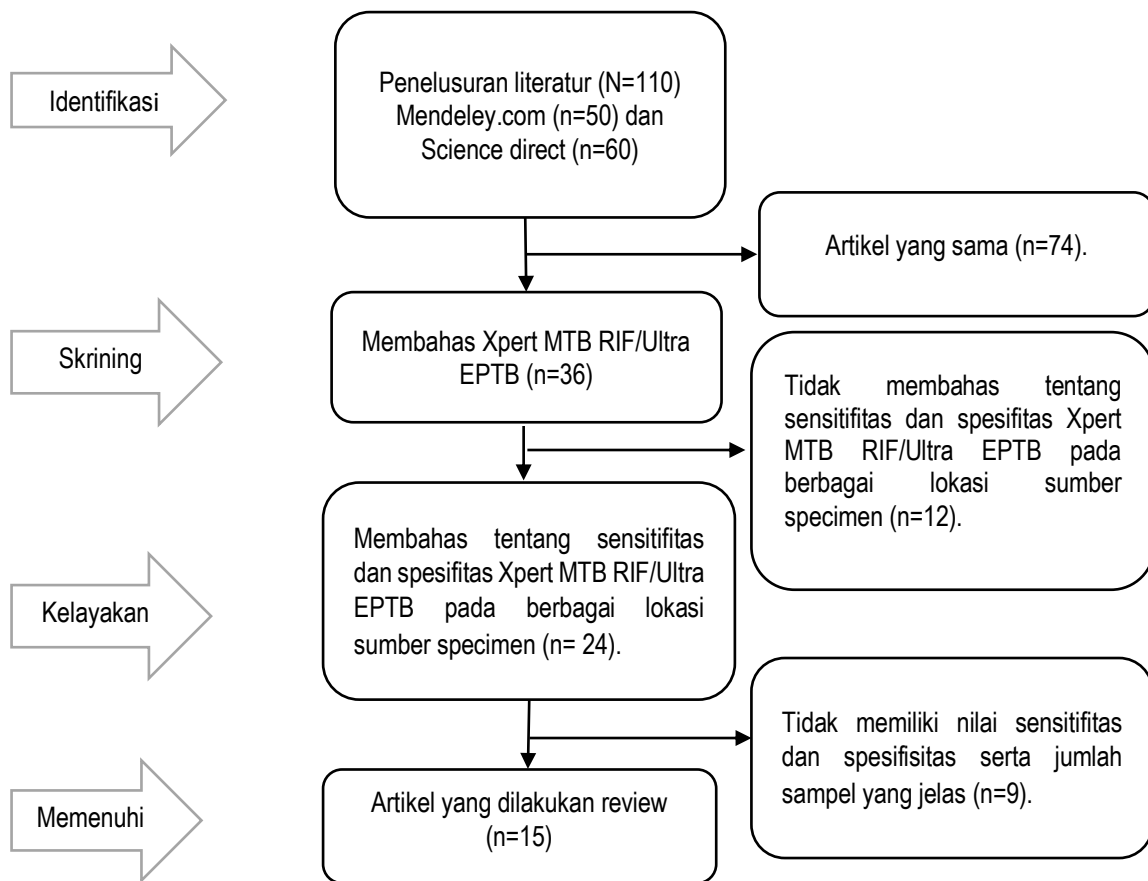 Identifikasi
Penelusuran literatur (N=110)
Mendeley.com (n=50) dan
Science direct (n=60)
Artikel yang sama (n=74).
Skrining
Membahas Xpert MTB RIF/Ultra
EPTB (n=36)
Tidak membahas tentang
sensitifitas dan spesifitas Xpert
MTB RIF/Ultra EPTB pada
berbagai lokasi sumber
specimen (n=12).
Kelayakan
Membahas tentang sensitifitas
dan spesifitas Xpert MTB RIF/Ultra
EPTB pada berbagai lokasi
sumber specimen (n= 24).
Tidak memiliki nilai sensitifitas
dan spesifisitas serta jumlah
sampel yang jelas (n=9).
Memenuhi
Artikel yang dilakukan review
(n=15)